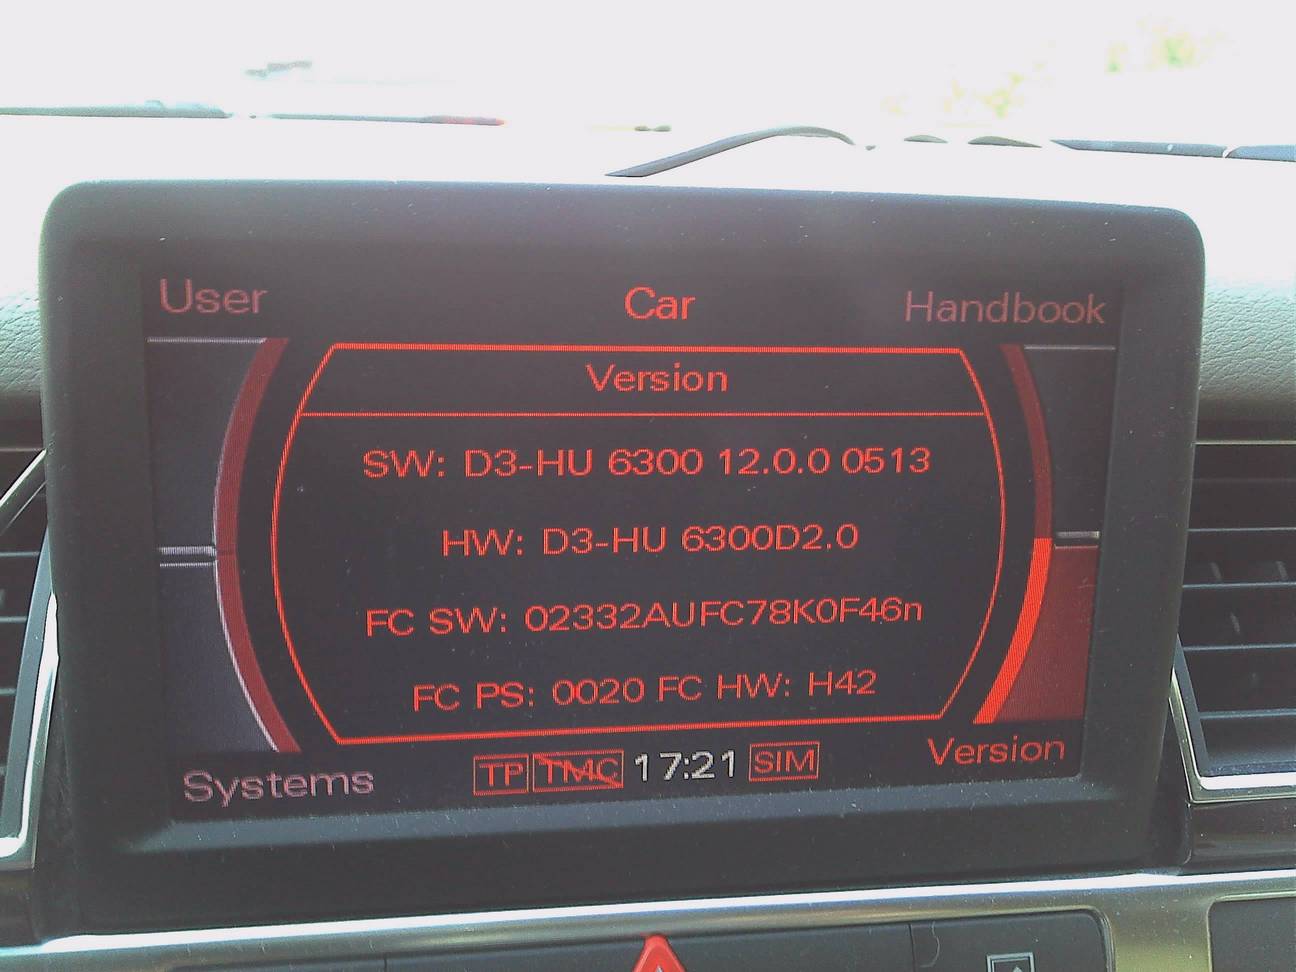 User Car Handbook
Version
SW: D3-HU 6300 12.0.0 0513
HW: D3-HU 6300D2.0
FC SW: 02332AUFC78K0F46n
FC PS: 0020 FC HW: H42
Systems TP TMC 17:21 SIM Version